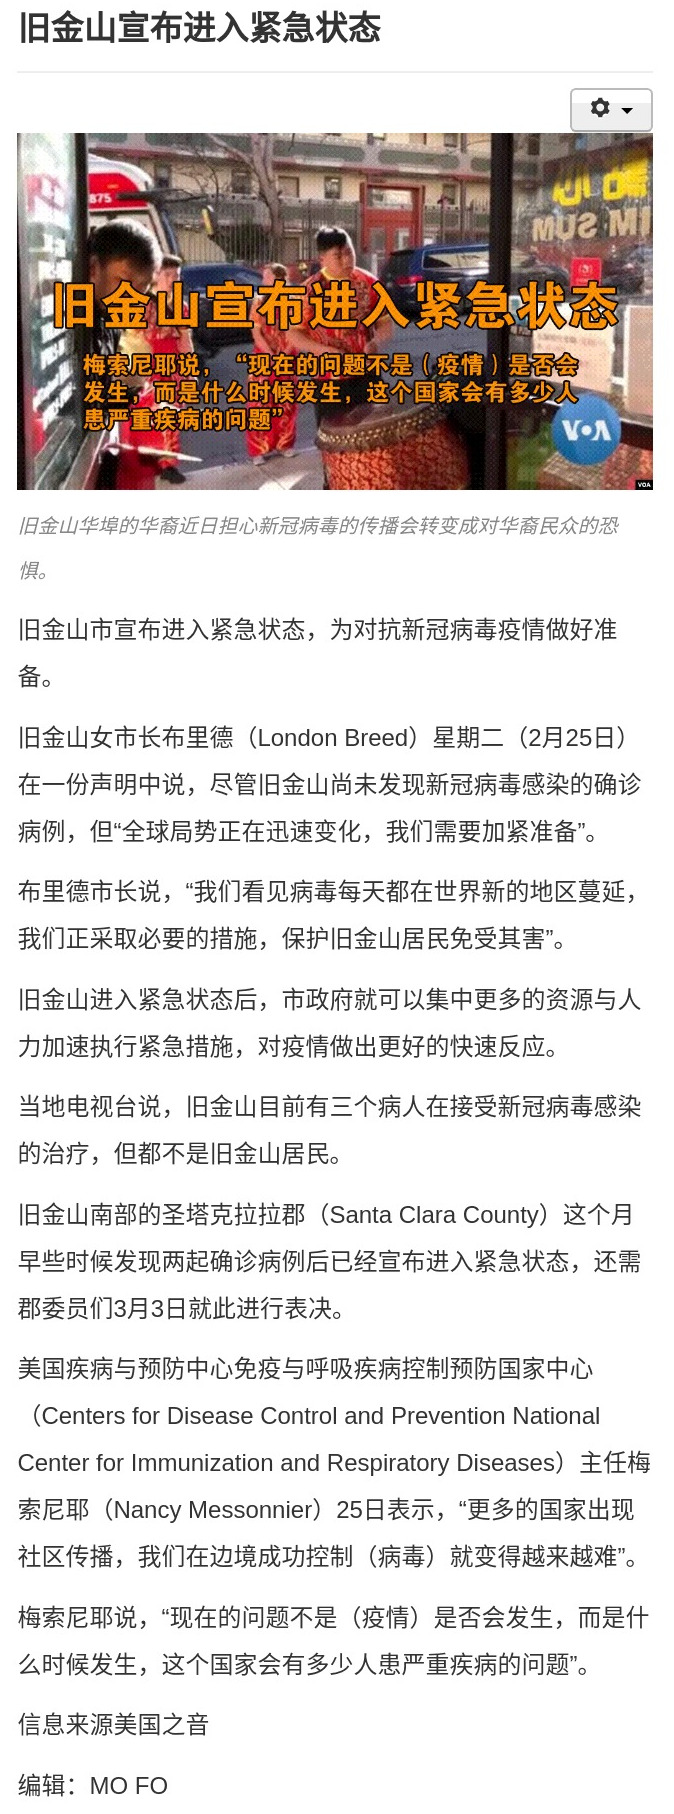 旧金山宣布进入紧急状态
875
旧金山宣布进入紧急状态
梅索尼耶说，“现在的问题不是（疫情）是否会
发生，而是什么时候发生，这个国家会有多少人
患严重疾病的问题”
VOA
VOA
旧金山华埠的华裔近日担心新冠病毒的传播会转变成对华裔民众的恐
惧。
旧金山市宣布进入紧急状态，为对抗新冠病毒疫情做好准
备。
旧金山女市长布里德（London Breed）星期二（2月25日）
在一份声明中说，尽管旧金山尚未发现新冠病毒感染的确诊
病例，但“全球局势正在迅速变化，我们需要加紧准备”。
布里德市长说，“我们看见病毒每天都在世界新的地区蔓延，
我们正采取必要的措施，保护旧金山居民免受其害”。
旧金山进入紧急状态后，市政府就可以集中更多的资源与人
力加速执行紧急措施，对疫情做出更好的快速反应。
当地电视台说，旧金山目前有三个病人在接受新冠病毒感染
的治疗，但都不是旧金山居民。
旧金山南部的圣塔克拉拉郡（Santa Clara County）这个月
早些时候发现两起确诊病例后已经宣布进入紧急状态，还需
郡委员们3月3日就此进行表决。
美国疾病与预防中心免疫与呼吸疾病控制预防国家中心
（Centers for Disease Control and Prevention National
Center for Immunization and Respiratory Diseases）主任梅
索尼耶（Nancy Messonnier）25日表示，“更多的国家出现
社区传播，我们在边境成功控制（病毒）就变得越来越难”。
梅索尼耶说，“现在的问题不是（疫情）是否会发生，而是什
么时候发生，这个国家会有多少人患严重疾病的问题”。
信息来源美国之音
编辑：MO FO